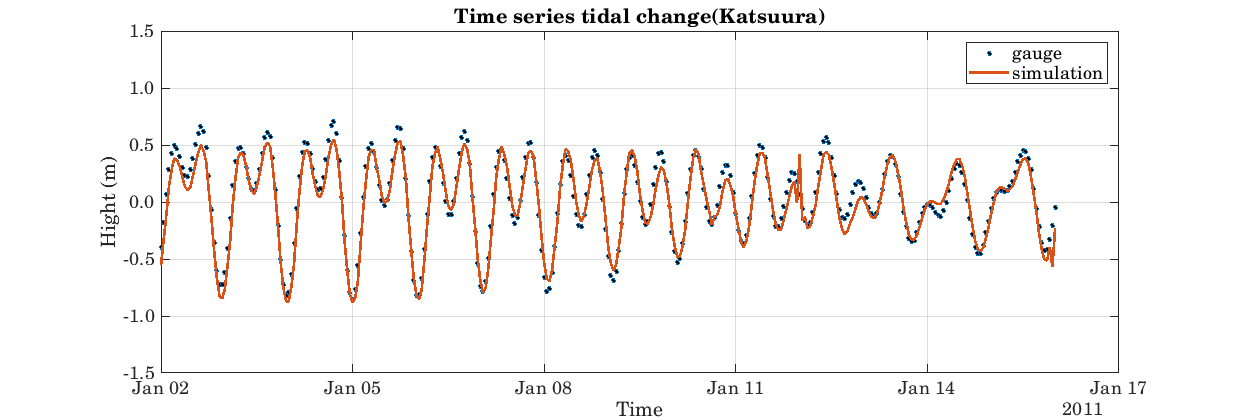 Time series tidal change(Katsuura)
gauge
simulation
1.5
1.0
0.5
0.0
-0.5
-1.0
-1.5
Hight (m)
Jan 02 Jan 05 Jan 08 Jan 11 Jan 14 Jan 17
Time
2011